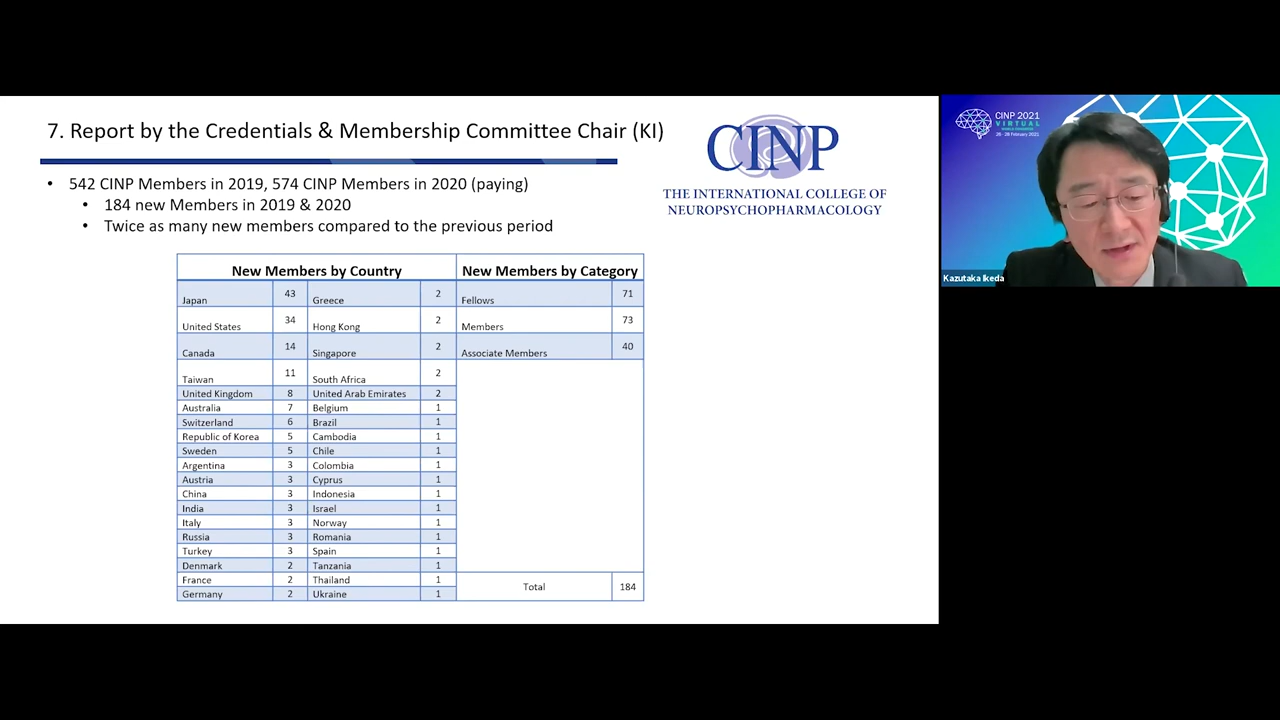 7. Report by the Credentials & Membership Committee Chair (KI)
CINP
THE INTERNATIONAL COLLEGE OF
NEUROPSYCHOPHARMACOLOGY
• 542 CINP Members in 2019, 574 CINP Members in 2020 (paying)
• 184 new Members in 2019 & 2020
• Twice as many new members compared to the previous period
New Members by Country New Members by Category
Japan 43 Greece 2 Fellows 71
United States 34 Hong Kong 2 Members 73
Canada 14 Singapore 2 Associate Members 40
Taiwan 11 South Africa 2
United Kingdom 8 United Arab Emirates 2
Australia 7 Belgium 1
Switzerland 6 Brazil 1
Republic of Korea 5 Cambodia 1
Sweden 5 Chile 1
Argentina 3 Colombia 1
Austria 3 Cyprus 1
China 3 Indonesia 1
India 3 Israel 1
Italy 3 Norway 1
Russia 3 Romania 1
Turkey 3 Spain 1
Denmark 2 Tanzania 1
France 2 Thailand 1
Germany 2 Ukraine 1
Total 184
CINP 2021
VIRTUAL
26 - 28 February 2021
Kazutaka Ikeda